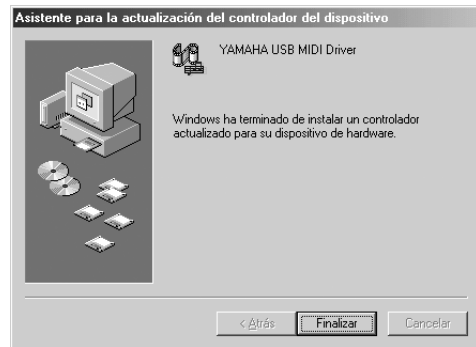 Asistente para la actualización del controlador del dispositivo
YAMAHA USB MIDI Driver
Windows ha terminado de instalar un controlador
actualizado para su dispositivo de hardware.
< Atrás Finalizar Cancelar